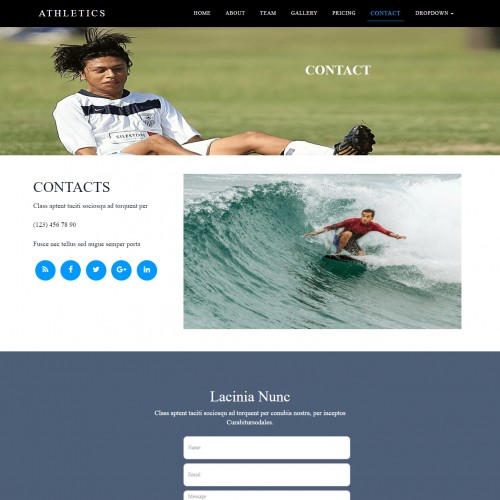 ATHLETICS
HOME ABOUT TEAM GALLERY PRICING CONTACT DROPDOWN
CONTACT
SILESTONE
CONTACTS
Class aptent taciti sociosqu ad torquent per
(123) 456 78 90
Fusce nec tellus sed augue semper porta
Lacinia Nunc
Class aptent taciti sociosqu ad torquent per conubia nostra, per inceptos
Curabitursodales.
Name
Email
Message